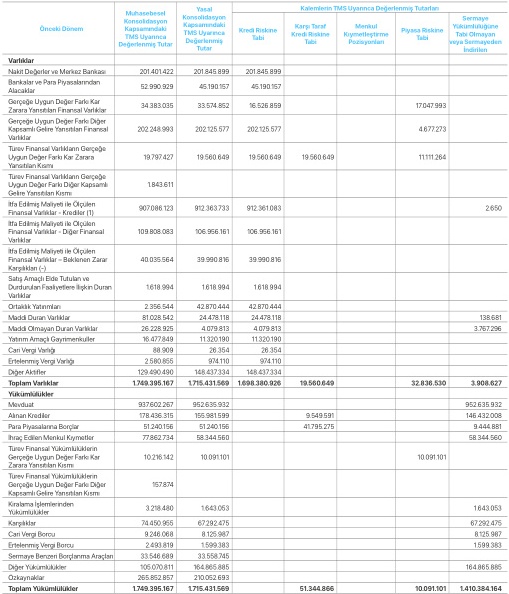 Kalemlerin TMS Uyarınca Değerlenmiş Tutarları
Önceki Dönem
Muhasebesel Konsolidasyon Kapsamındaki TMS Uyarınca Değerlenmiş Tutar
Yasal Konsolidasyon Kapsamındaki TMS Uyarınca Değerlenmiş Tutar
Kredi Riskine Tabi
Karşı Taraf Kredi Riskine Tabi
Menkul Kıymetleştirme Pozisyonları
Piyasa Riskine Tabi
Sermaye Yükümlülüğüne Tabi Olmayan veya Sermayeden İndirilen
Varlıklar
Nakit Değerler ve Merkez Bankası 201.401.422 201.845.899 201.845.899
Bankalar ve Para Piyasalarından Alacaklar 52.990.929 45.190.157 45.190.157
Gerçeğe Uygun Değer Farkı Kar Zarara Yansıtılan Finansal Varlıklar 34.383.035 33.574.852 16.526.859 17.047.993
Gerçeğe Uygun Değer Farkı Diğer Kapsamlı Gelire Yansıtılan Finansal Varlıklar 202.248.993 202.125.577 202.125.577 4.677.273
Türev Finansal Varlıkların Gerçeğe Uygun Değer Farkı Kar Zarara Yansıtılan Kısmı 19.797.427 19.560.649 19.560.649 19.560.649 11.111.264
Türev Finansal Varlıkların Gerçeğe Uygun Değer Farkı Diğer Kapsamlı Gelire Yansıtılan Kısmı 1.843.611
İtfa Edilmiş Maliyeti ile Ölçülen Finansal Varlıklar - Krediler (1) 907.086.123 912.363.733 912.361.083 2.650
İtfa Edilmiş Maliyeti ile Ölçülen Finansal Varlıklar - Diğer Finansal Varlıklar 109.808.083 106.956.161 106.956.161
İtfa Edilmiş Maliyeti ile Ölçülen Finansal Varlıklar – Beklenen Zarar Karşılıkları (–) 40.035.564 39.990.816 39.990.816
Satış Amaçlı Elde Tutulan ve Durdurulan Faaliyetlere İlişkin Duran Varlıklar 1.618.994 1.618.994 1.618.994
Ortaklık Yatırımları 2.356.544 42.870.444 42.870.444
Maddi Duran Varlıklar 81.028.542 24.478.118 24.478.118 138.681
Maddi Olmayan Duran Varlıklar 26.228.925 4.079.813 4.079.813 3.767.296
Yatırım Amaçlı Gayrimenkuller 16.477.849 11.320.190 11.320.190
Cari Vergi Varlığı 88.909 26.354 26.354
Ertelenmiş Vergi Varlığı 2.580.855 974.110 974.110
Diğer Aktifler 129.490.490 148.437.334 148.437.334
Toplam Varlıklar 1.749.395.167 1.715.431.569 1.698.380.926 19.560.649 32.836.530 3.908.627
Yükümlülükler
Mevduat 937.602.267 952.635.932 952.635.932
Alınan Krediler 178.436.315 155.981.599 9.549.591 146.432.008
Para Piyasalarına Borçlar 51.240.156 51.240.156 41.795.275 9.444.881
İhraç Edilen Menkul Kıymetler 77.862.734 58.344.560 58.344.560
Türev Finansal Yükümlülüklerin Gerçeğe Uygun Değer Farkı Kar Zarara Yansıtılan Kısmı 10.216.142 10.091.101 10.091.101
Türev Finansal Yükümlülüklerin Gerçeğe Uygun Değer Farkı Diğer Kapsamlı Gelire Yansıtılan Kısmı 157.874
Kiralama İşlemlerinden Yükümlülükler 3.218.480 1.643.053 1.643.053
Karşılıklar 74.450.955 67.292.475 67.292.475
Cari Vergi Borcu 9.246.068 8.125.987 8.125.987
Ertelenmiş Vergi Borcu 2.493.819 1.599.383 1.599.383
Sermaye Benzeri Borçlanma Araçları 33.546.689 33.558.745
Diğer Yükümlülükler 105.070.811 164.865.885 164.865.885
Özkaynaklar 265.852.857 210.052.693
Toplam Yükümlülükler 1.749.395.167 1.715.431.569 51.344.866 10.091.101 1.410.384.164